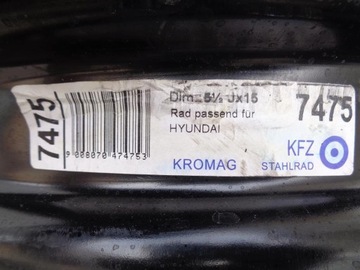 7475
9 008070 474753
Dim.: 5½ Jx15
Rad passend für
HYUNDAI
KROMAG
7475
KFZ
STAHLRAD